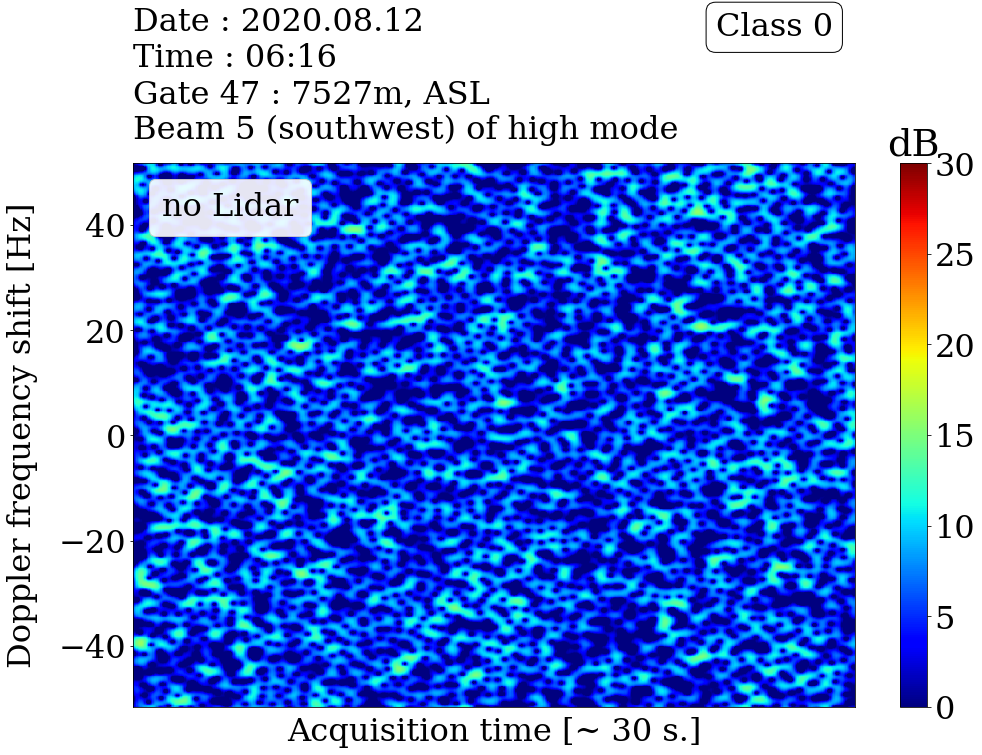 Date : 2020.08.12
Time : 06:16
Gate 47 : 7527m, ASL
Beam 5 (southwest) of high mode
Class 0
dB
no Lidar
Doppler frequency shift [Hz]
40
20
0
−20
−40
30
25
20
15
10
5
0
Acquisition time [~ 30 s.]